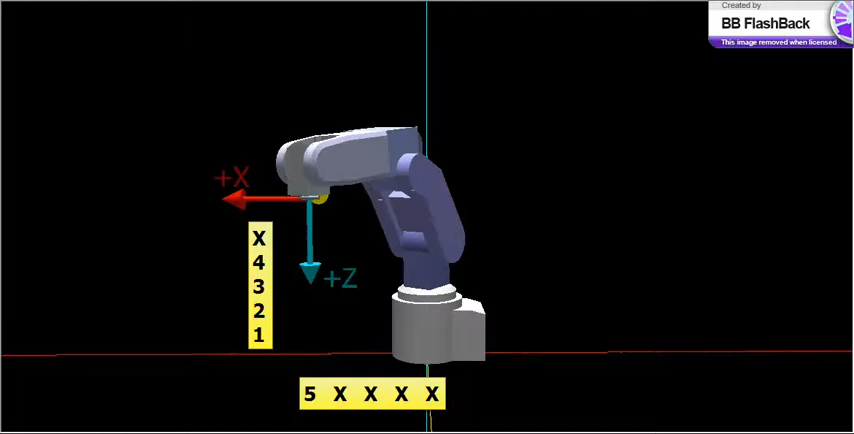 Created by
BB FlashBack
This image removed when licensed
+X
X
4
3
2
1
+Z
5 X X X X